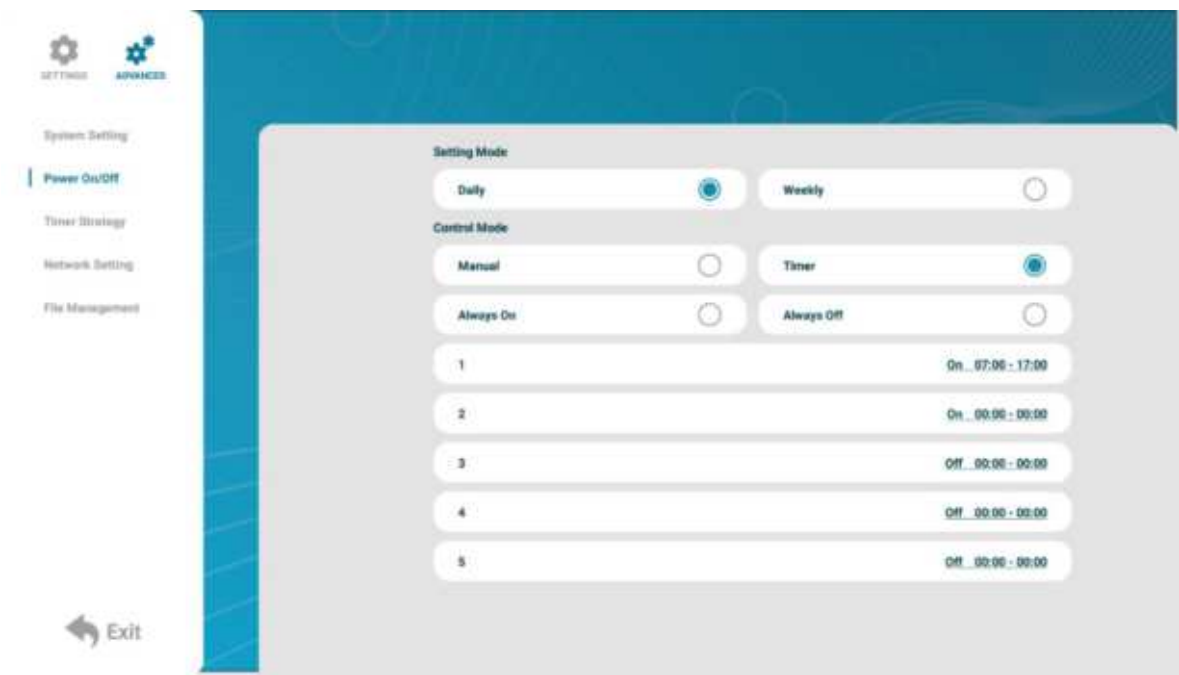 SETTINGS ADVANCES
System Setting
Power On/Off
Timer Strategy
Network Setting
File Management
Exit
Setting Mode
Daily Weekly
Control Mode
Manual Timer
Always On Always Off
1 On 07:00 - 17:00
2 On 00:00 - 00:00
3 Off 00:00 - 00:00
4 Off 00:00 - 00:00
5 Off 00:00 - 00:00